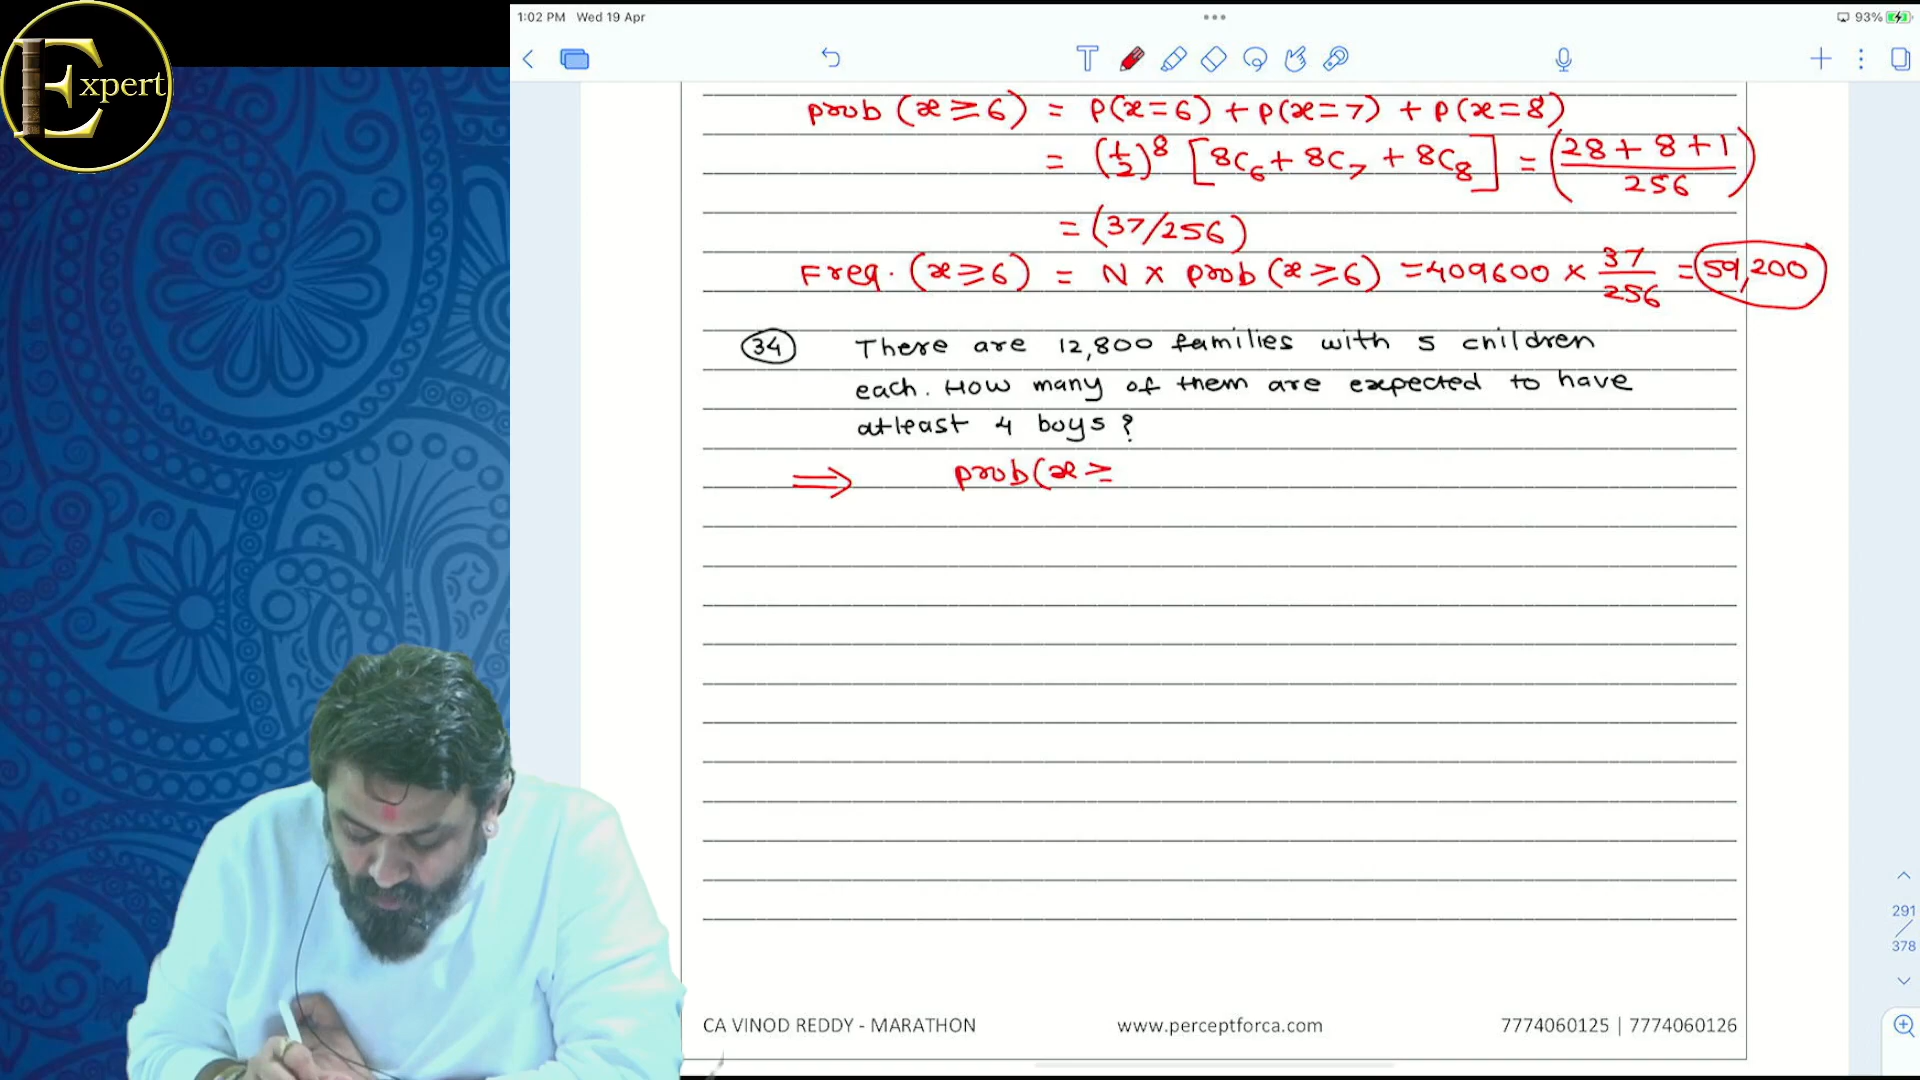 1:02 PM Wed 19 Apr
93%
Expert
T
prob (x ≥ 6) = P(x=6) + P(x=7) + P(x=8)
= (1/2)^8 [8C6 + 8C7 + 8C8] = (28 + 8 + 1 / 256)
= (37/256)
Freq. (x ≥ 6) = N × prob (x ≥ 6) = 409600 × 37/256 = 59,200
34 There are 12,800 families with 5 children
each. How many of them are expected to have
atleast 4 boys?
⇒ prob(x ≥
291
/
378
CA VINOD REDDY - MARATHON www.perceptforca.com 7774060125 | 7774060126